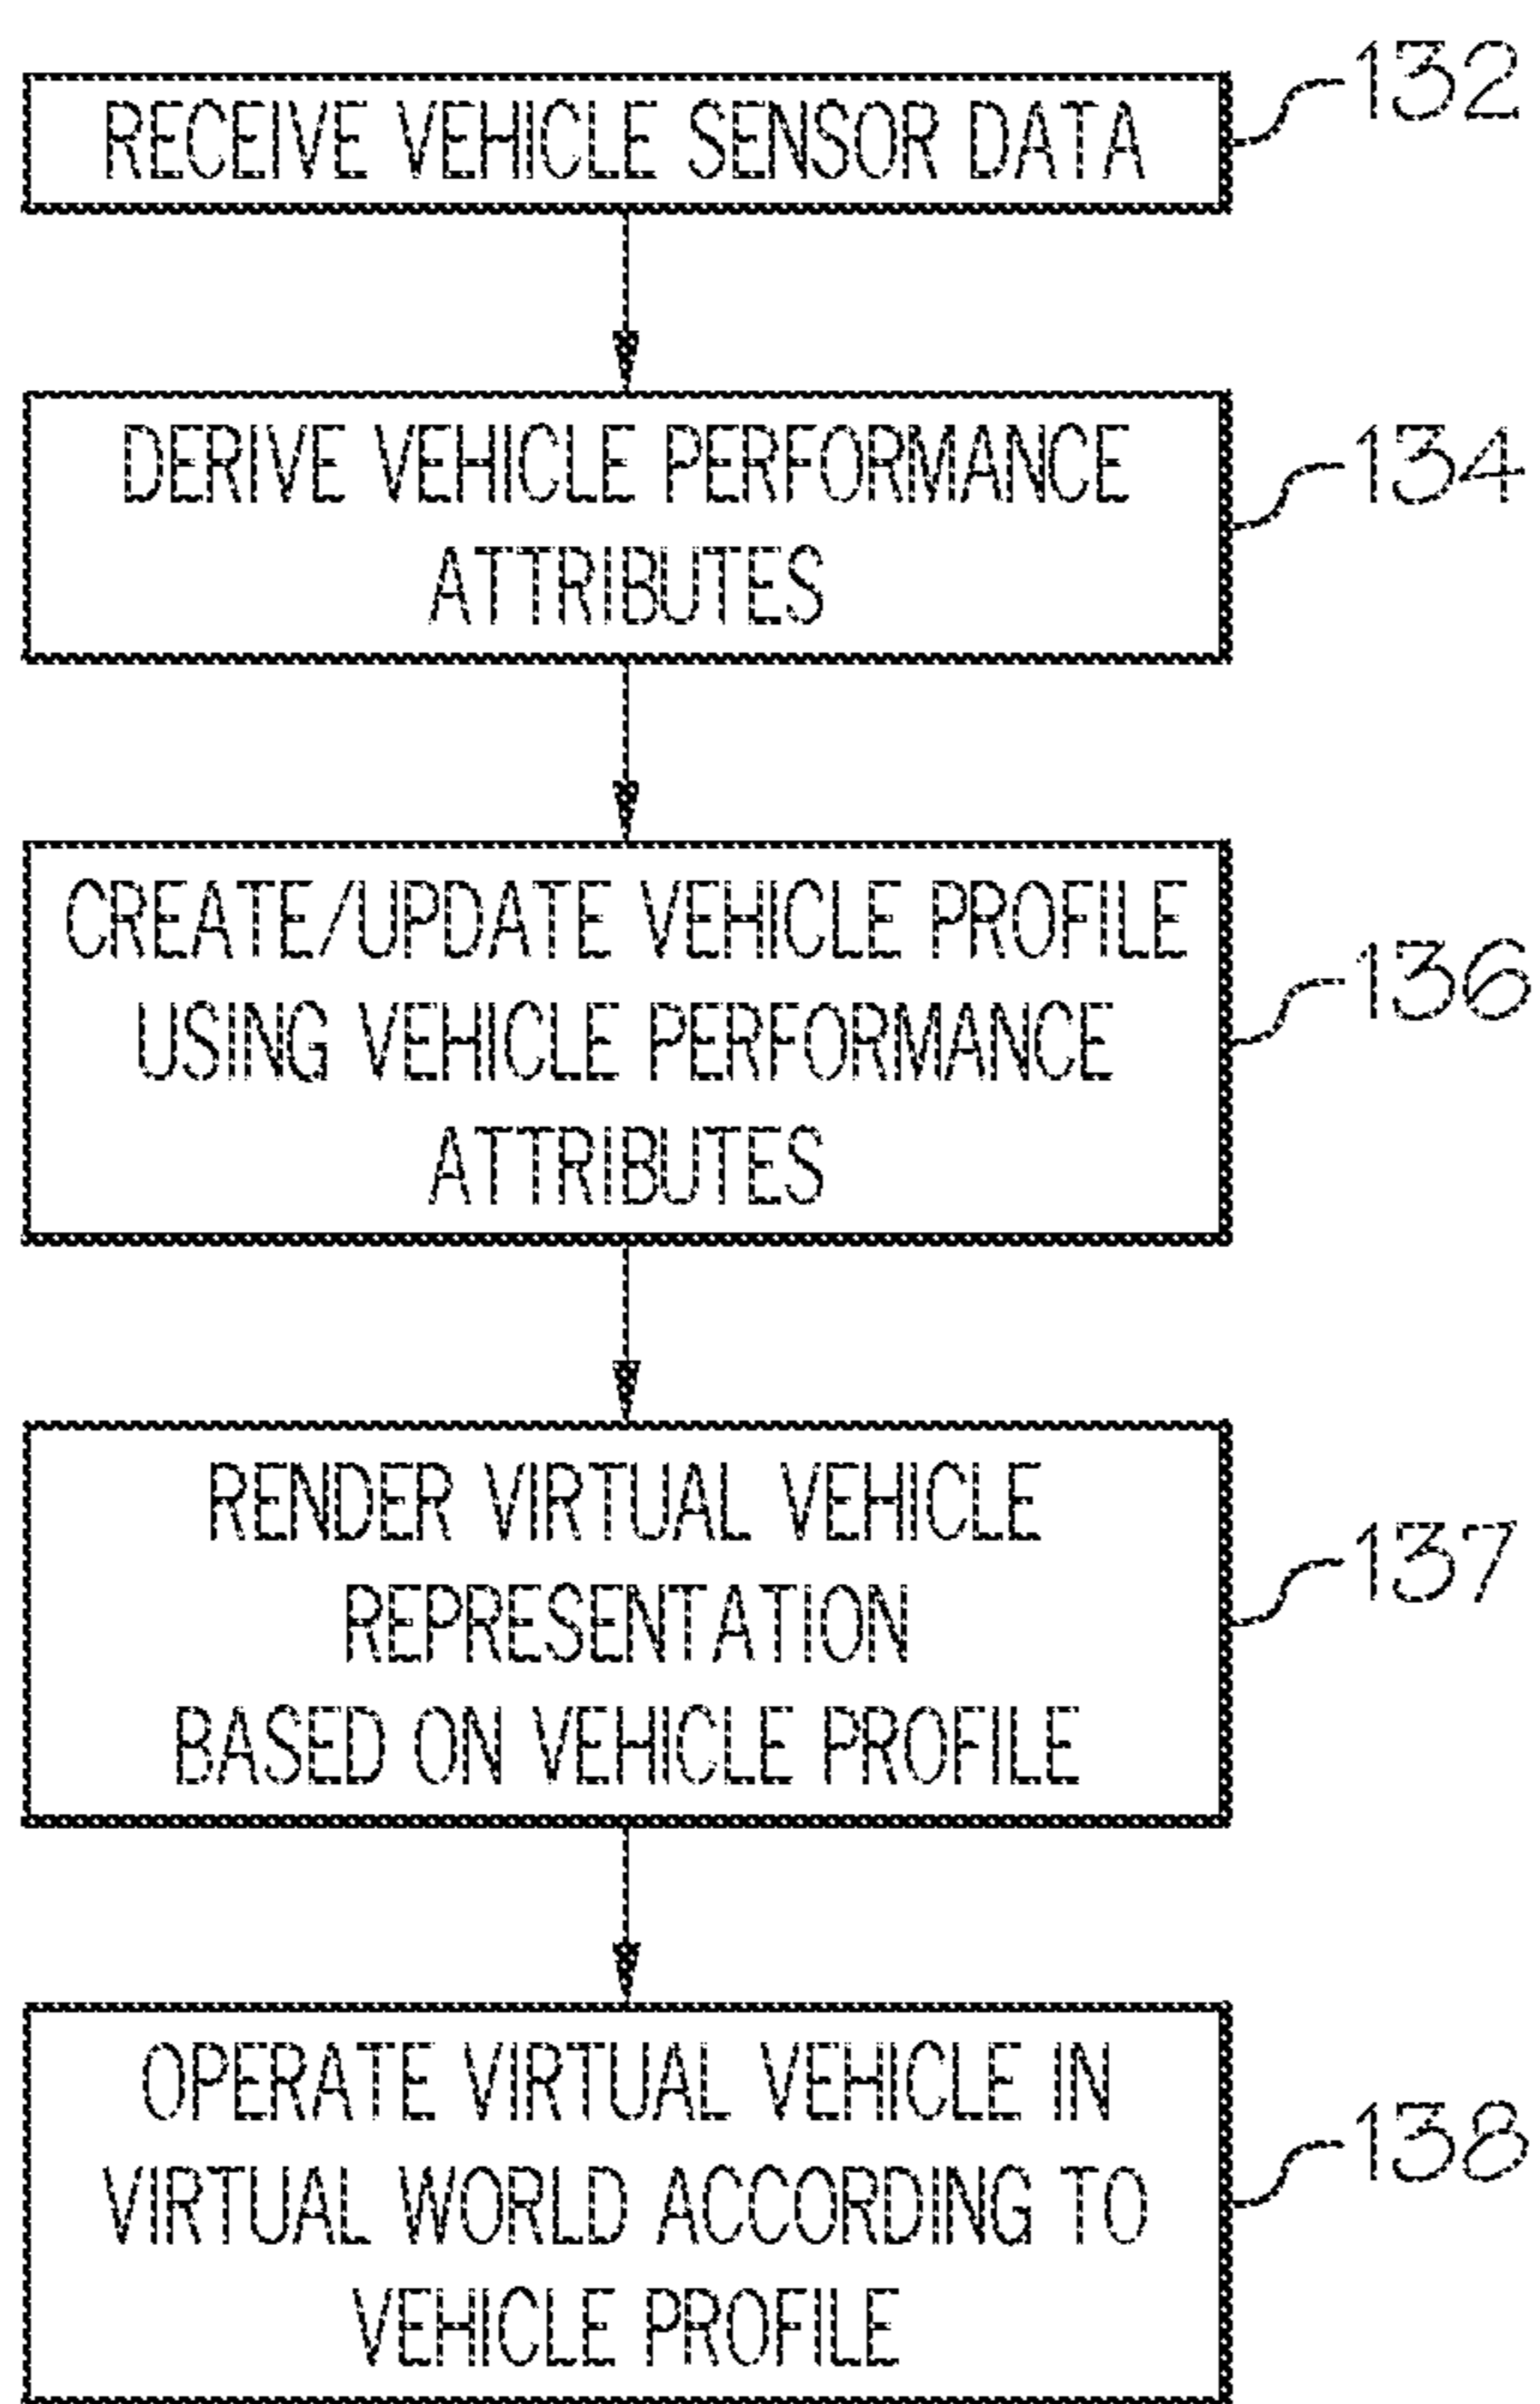 RECEIVE VEHICLE SENSOR DATA
132
DERIVE VEHICLE PERFORMANCE
ATTRIBUTES
134
CREATE/UPDATE VEHICLE PROFILE
USING VEHICLE PERFORMANCE
ATTRIBUTES
136
RENDER VIRTUAL VEHICLE
REPRESENTATION
BASED ON VEHICLE PROFILE
137
OPERATE VIRTUAL VEHICLE IN
VIRTUAL WORLD ACCORDING TO
VEHICLE PROFILE
138